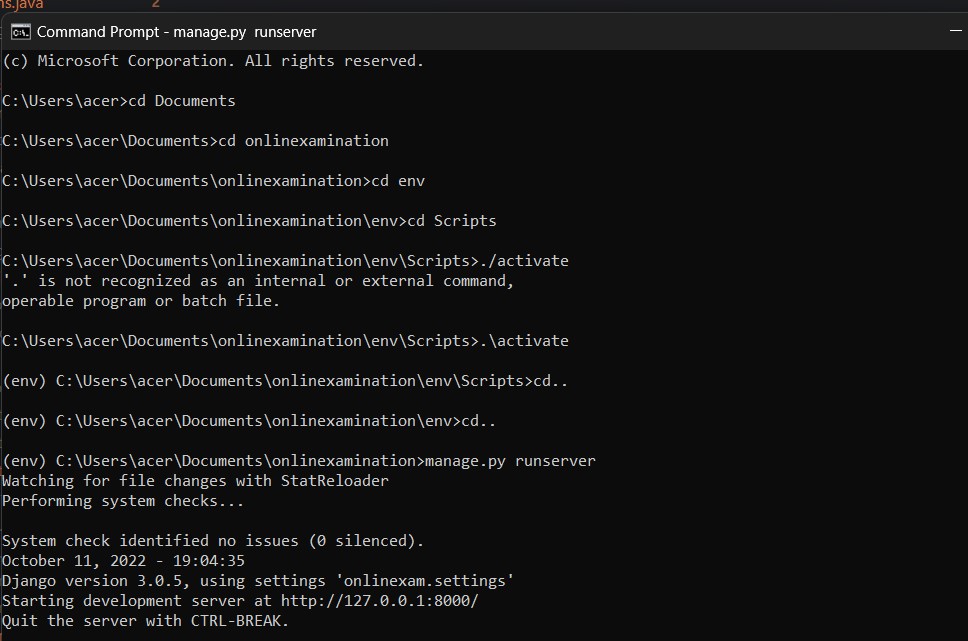 ns.java 2
Command Prompt - manage.py runserver
(c) Microsoft Corporation. All rights reserved.
C:\Users\acer>cd Documents
C:\Users\acer\Documents>cd onlinexamination
C:\Users\acer\Documents\onlinexamination>cd env
C:\Users\acer\Documents\onlinexamination\env>cd Scripts
C:\Users\acer\Documents\onlinexamination\env\Scripts>./activate
'.' is not recognized as an internal or external command,
operable program or batch file.
C:\Users\acer\Documents\onlinexamination\env\Scripts>.\activate
(env) C:\Users\acer\Documents\onlinexamination\env\Scripts>cd..
(env) C:\Users\acer\Documents\onlinexamination\env>cd..
(env) C:\Users\acer\Documents\onlinexamination>manage.py runserver
Watching for file changes with StatReloader
Performing system checks...
System check identified no issues (0 silenced).
October 11, 2022 - 19:04:35
Django version 3.0.5, using settings 'onlinexam.settings'
Starting development server at http://127.0.0.1:8000/
Quit the server with CTRL-BREAK.